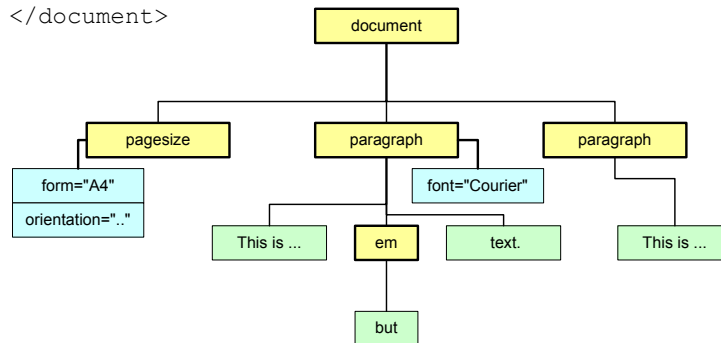 </document>
document
pagesize
paragraph
paragraph
form="A4"
font="Courier"
orientation=".."
This is ...
em
text.
This is ...
but